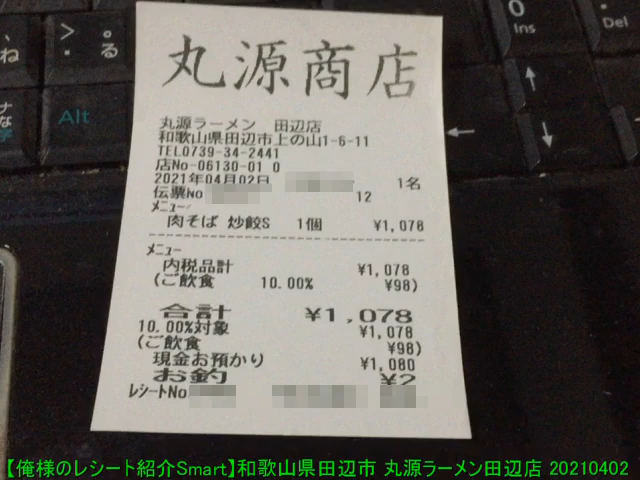 0
Ins
Del
。
る
ね
Alt
丸源商店
丸源ラーメン 田辺店
和歌山県田辺市上の山1-6-11
TEL0739-34-2441
店No-06130-01 0
2021年04月02日 1名
伝票No 12
ﾒﾆｭｰ
肉そば 炒餃S 1個 ¥1,078
ﾒﾆｭｰ
内税品計 ¥1,078
(ご飲食 10.00% ¥98)
合計 ¥1,078
10.00%対象 ¥1,078
(ご飲食 ¥98)
現金お預かり ¥1,080
お釣 ¥2
ﾚｼｰﾄNo
【俺様のレシート紹介Smart】和歌山県田辺市 丸源ラーメン田辺店 20210402